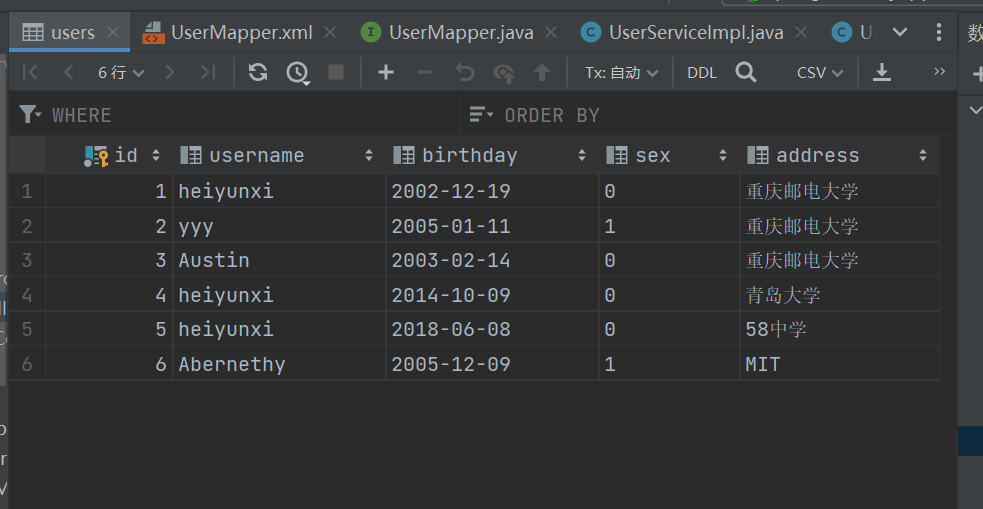 users UserMapper.xml UserMapper.java UserServiceImpl.java
6 行 Tx: 自动 DDL CSV
WHERE ORDER BY
id username birthday sex address
1 1 heiyunxi 2002-12-19 0 重庆邮电大学
2 2 yyy 2005-01-11 1 重庆邮电大学
3 3 Austin 2003-02-14 0 重庆邮电大学
4 4 heiyunxi 2014-10-09 0 青岛大学
5 5 heiyunxi 2018-06-08 0 58中学
6 6 Abernethy 2005-12-09 1 MIT